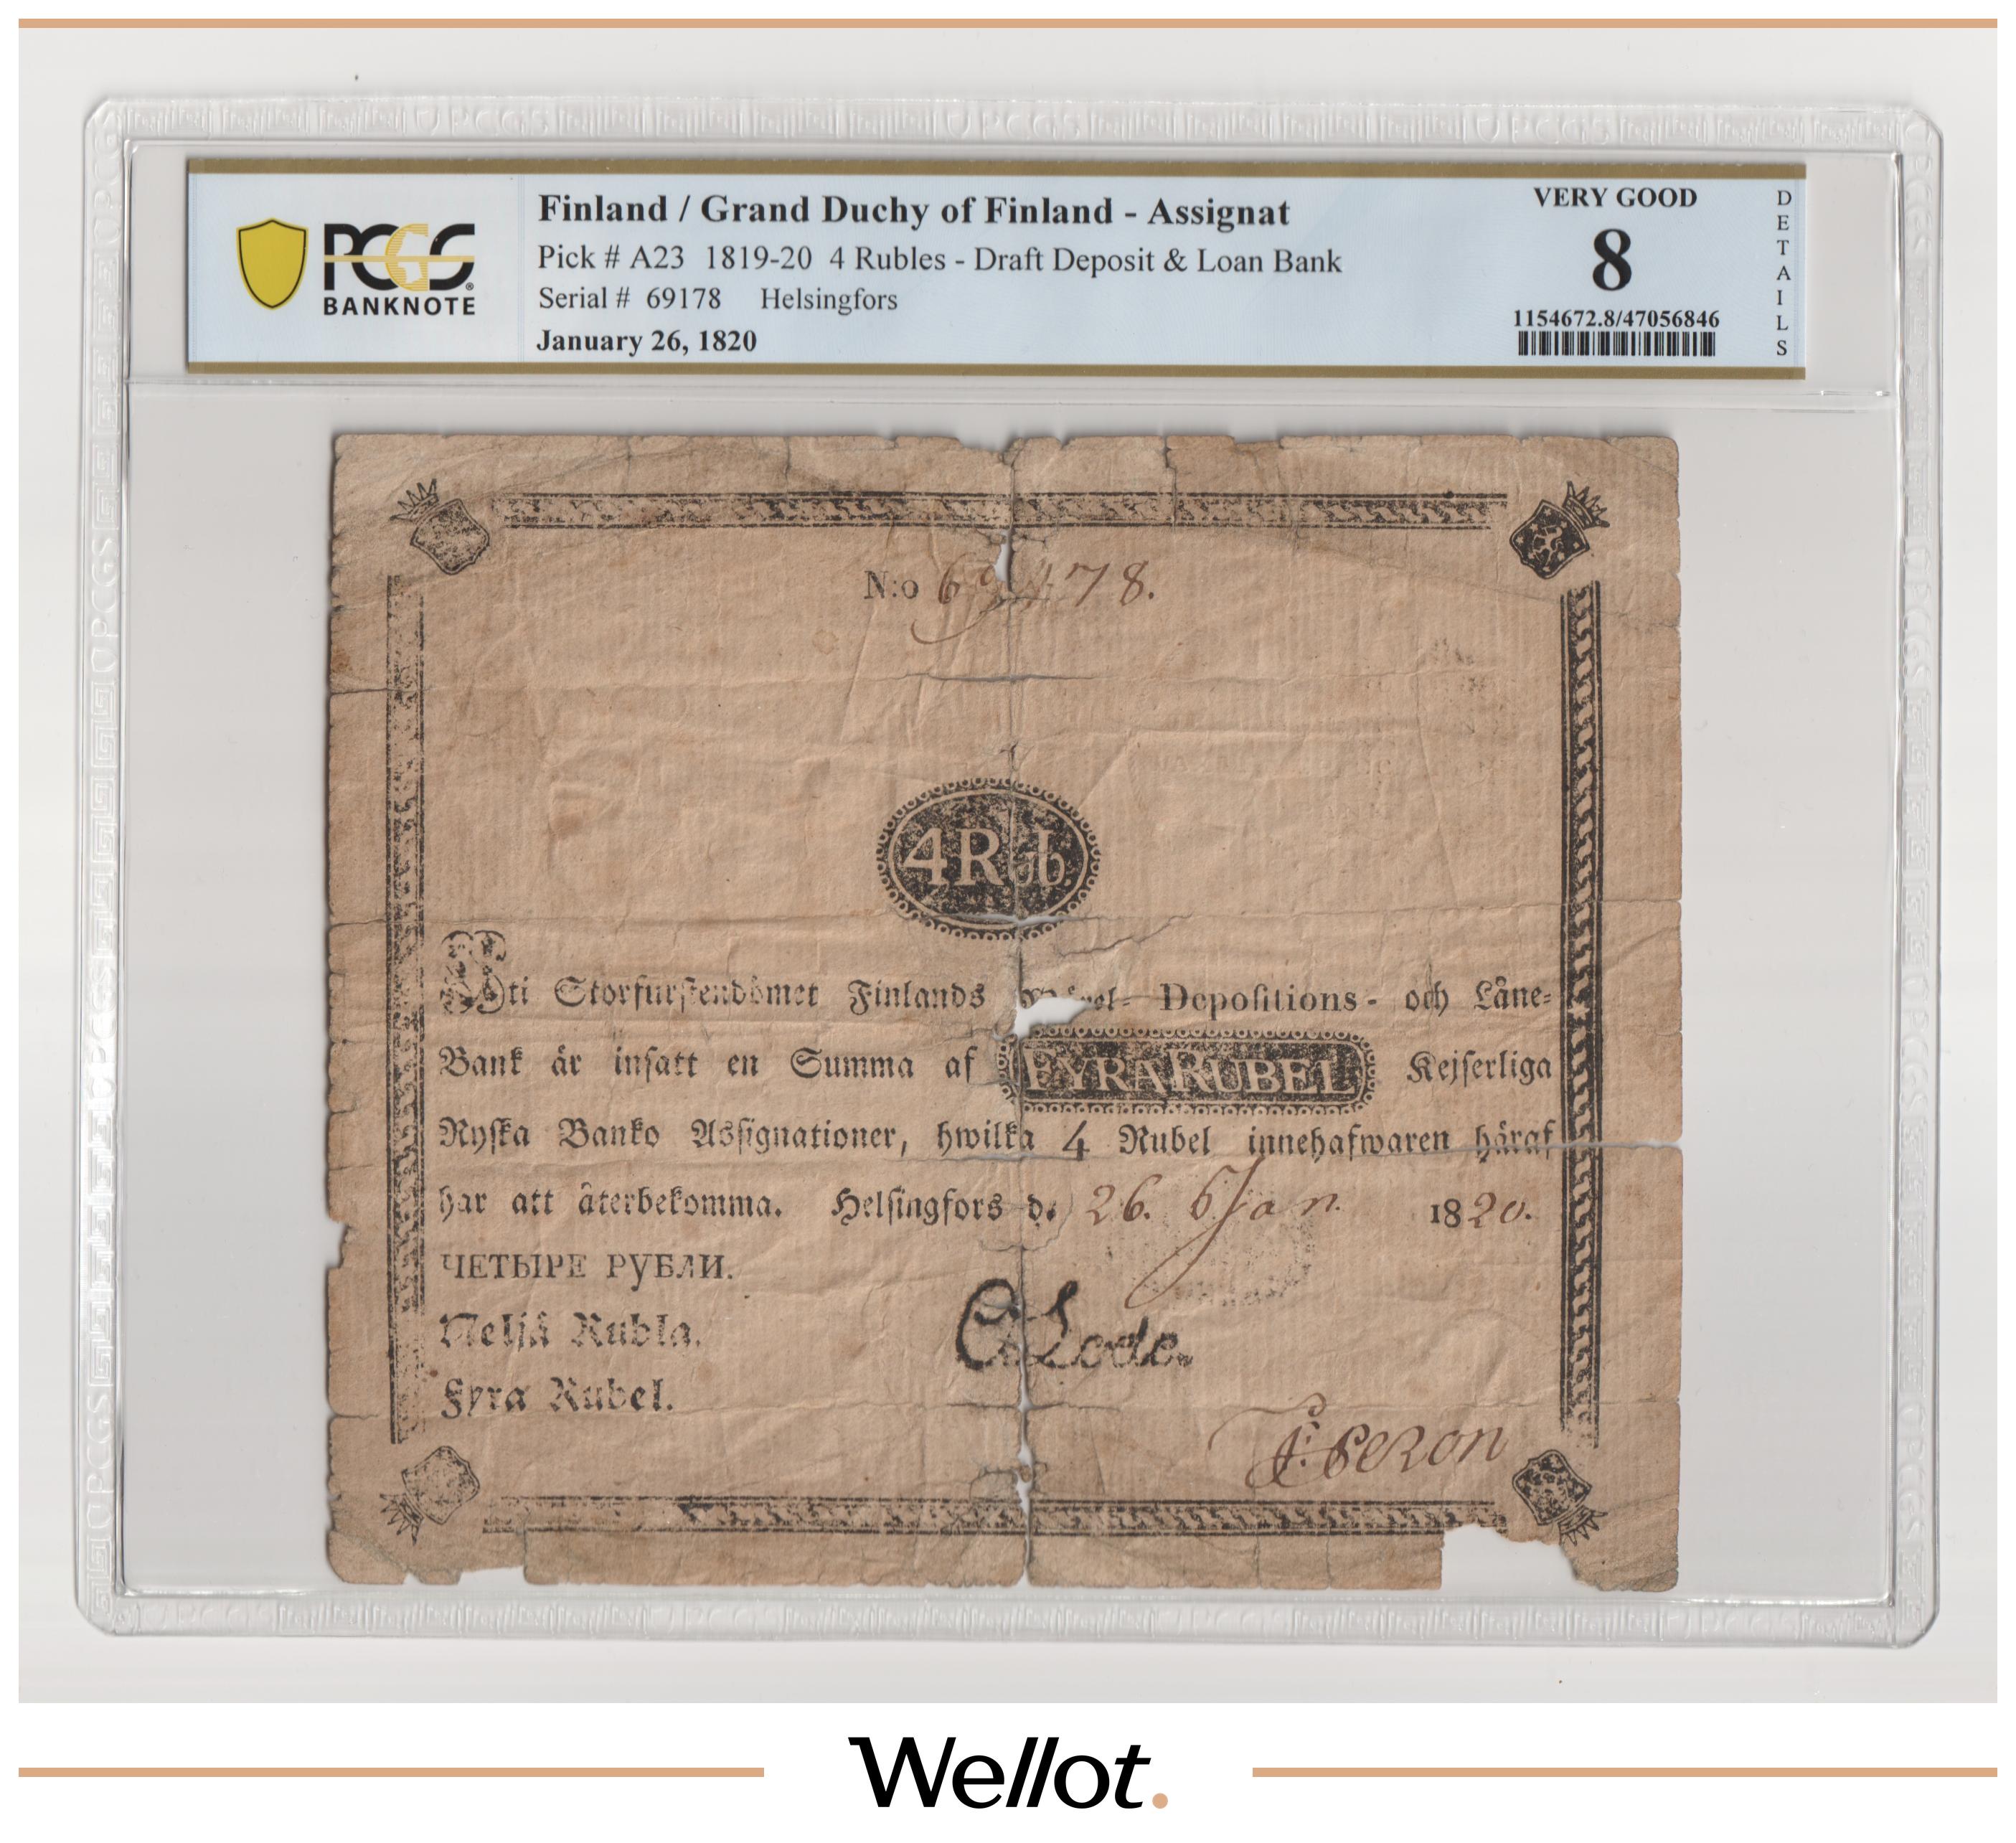 PCGS
BANKNOTE
Finland / Grand Duchy of Finland - Assignat
Pick # A23 1819-20 4 Rubles - Draft Deposit & Loan Bank
Serial # 69178 Helsingfors
January 26, 1820
VERY GOOD
8
1154672.8/47056846
DETAILS
N:o 69178.
4 Rub.
Uti Storfurstendömet Finlands Depositions- och Låne-
Bank är insatt en Summa af FYRA RUBEL Kejserliga
Ryska Banko Assignationer, hwilka 4 Rubel innehafwaren häraf
har att återbekomma. Helsingfors d. 26. Jan. 1820.
ЧЕТЫРЕ РУБЛИ.
Neljä Rubla.
Fyra Rubel.
Wellot.